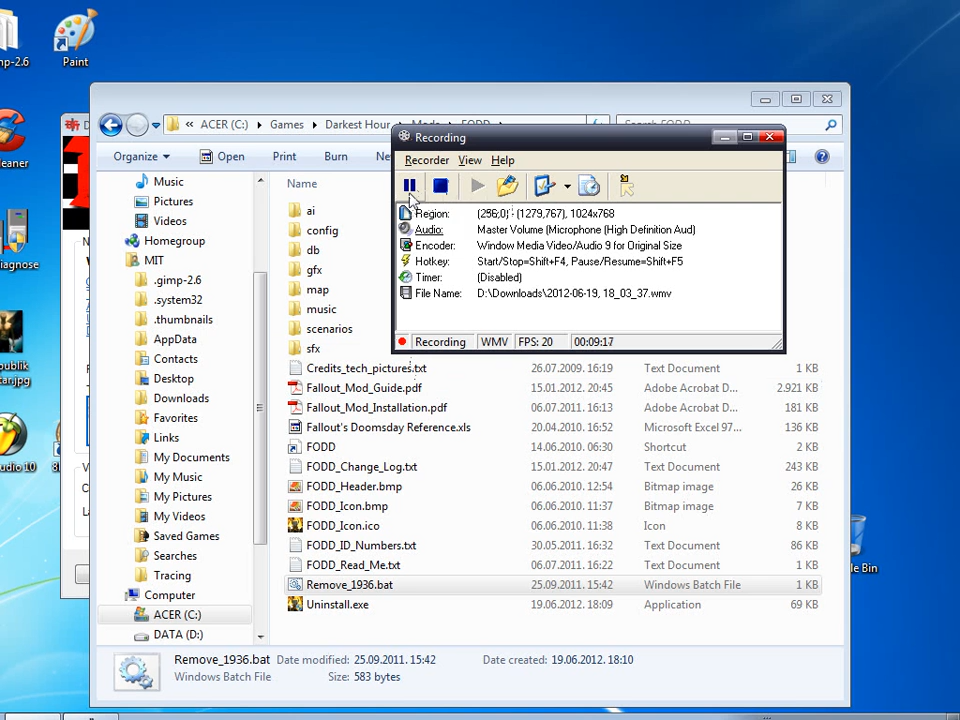 np-2.6
Paint
leaner
iagnose
publik
tar.jpg
udio 10
ACER (C:)
Games
Darkest Hour
Mods
FODD
Search FODD
Organize
Open
Print
Burn
Name
Music
Pictures
Videos
Homegroup
MIT
.gimp-2.6
.system32
.thumbnails
AppData
Contacts
Desktop
Downloads
Favorites
Links
My Documents
My Music
My Pictures
My Videos
Saved Games
Searches
Tracing
Computer
ACER (C:)
DATA (D:)
ai
config
db
gfx
map
music
scenarios
sfx
Recording
Recorder View Help
Region: (256,0) - (1279,767), 1024x768
Audio: Master Volume (Microphone (High Definition Aud)
Encoder: Window Media Video/Audio 9 for Original Size
Hotkey: Start/Stop=Shift+F4, Pause/Resume=Shift+F5
Timer: (Disabled)
File Name: D:\Downloads\2012-06-19, 18_03_37.wmv
Recording WMV FPS: 20 00:09:17
Credits_tech_pictures.txt 26.07.2009. 16:19 Text Document 1 KB
Fallout_Mod_Guide.pdf 15.01.2012. 20:45 Adobe Acrobat D... 2.921 KB
Fallout_Mod_Installation.pdf 06.07.2011. 16:13 Adobe Acrobat D... 181 KB
Fallout's Doomsday Reference.xls 20.04.2010. 16:52 Microsoft Excel 97... 136 KB
FODD 14.06.2010. 06:30 Shortcut 2 KB
FODD_Change_Log.txt 15.01.2012. 20:47 Text Document 243 KB
FODD_Header.bmp 06.06.2010. 12:54 Bitmap image 26 KB
FODD_Icon.bmp 06.06.2010. 11:37 Bitmap image 7 KB
FODD_Icon.ico 06.06.2010. 11:38 Icon 8 KB
FODD_ID_Numbers.txt 30.05.2011. 16:32 Text Document 86 KB
FODD_Read_Me.txt 06.07.2011. 16:22 Text Document 3 KB
Remove_1936.bat 25.09.2011. 15:42 Windows Batch File 1 KB
Uninstall.exe 19.06.2012. 18:09 Application 69 KB
Remove_1936.bat Date modified: 25.09.2011. 15:42 Date created: 19.06.2012. 18:10
Windows Batch File Size: 583 bytes
le Bin